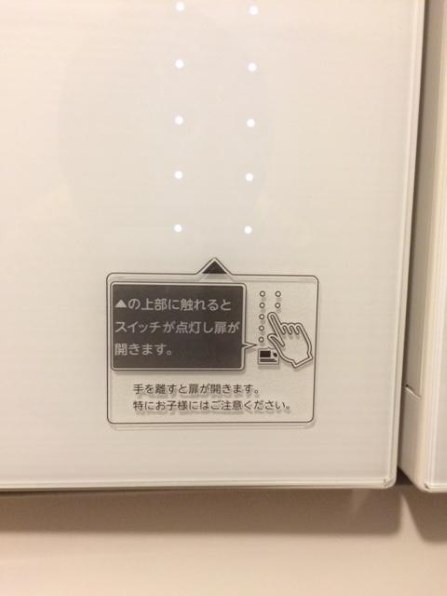 ▲の上部に触れると
スイッチが点灯し扉が
開きます。
手を離すと扉が開きます。
特にお子様にはご注意ください。